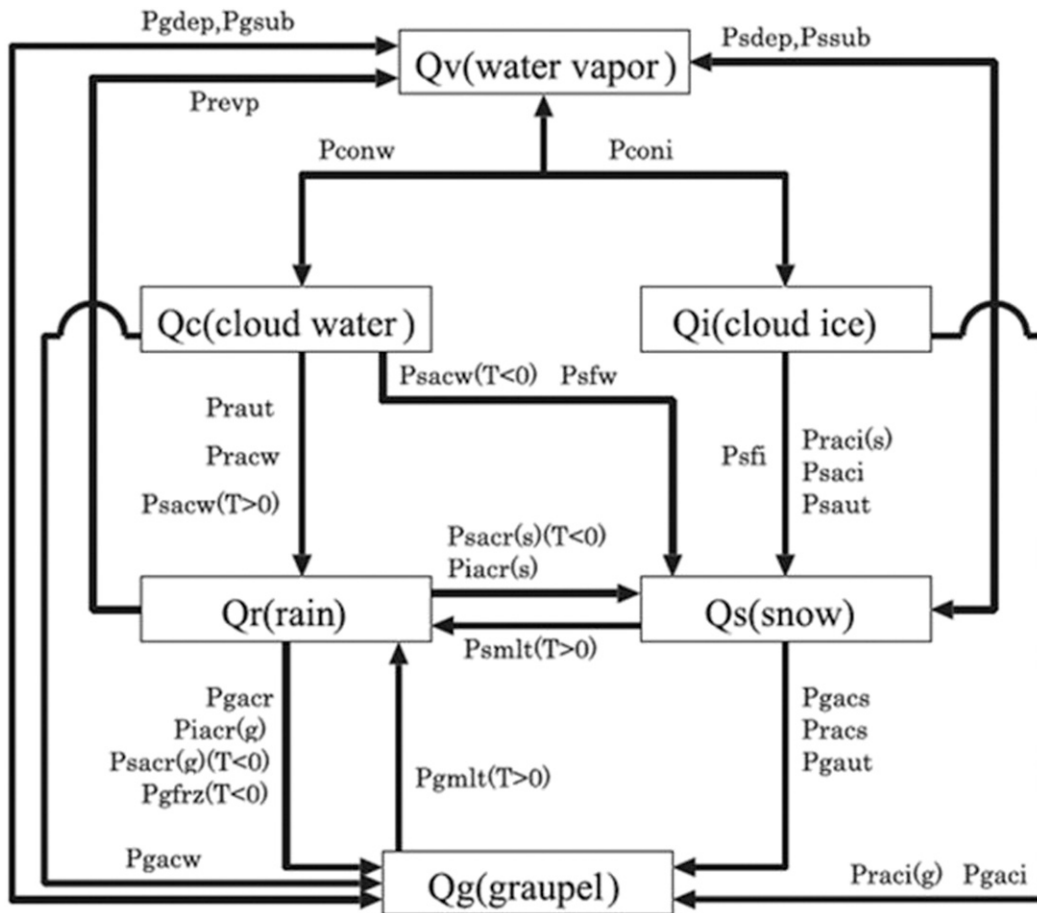 Pgdep,Pgsub
Qv(water vapor)
Psdep,Pssub
Prevp
Pconw
Pconi
Qc(cloud water)
Qi(cloud ice)
Psacw(T<0) Psfw
Praut
Pracw
Psacw(T>0)
Psfi
Praci(s)
Psaci
Psaut
Psacr(s)(T<0)
Piacr(s)
Qr(rain)
Qs(snow)
Psmlt(T>0)
Pgacr
Piacr(g)
Psacr(g)(T<0)
Pgfrz(T<0)
Pgmlt(T>0)
Pgacs
Pracs
Pgaut
Pgacw
Qg(graupel)
Praci(g) Pgaci